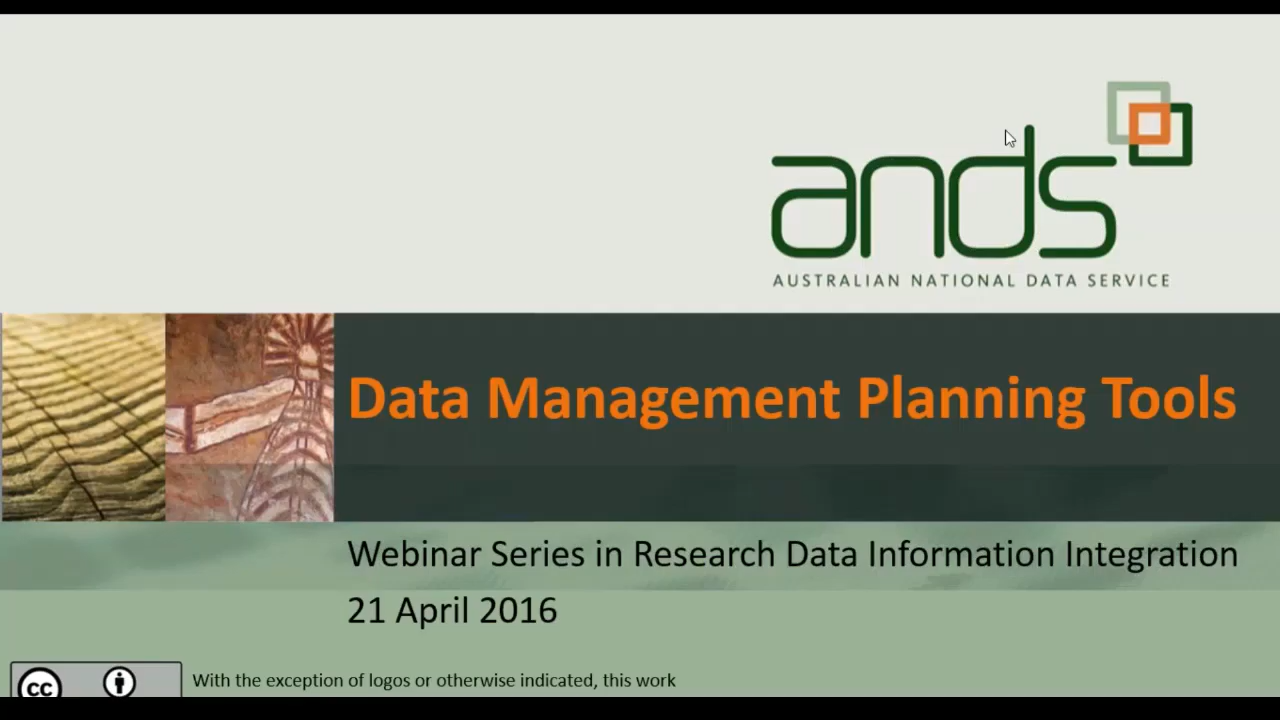 ands
AUSTRALIAN NATIONAL DATA SERVICE
Data Management Planning Tools
Webinar Series in Research Data Information Integration
21 April 2016
cc
With the exception of logos or otherwise indicated, this work